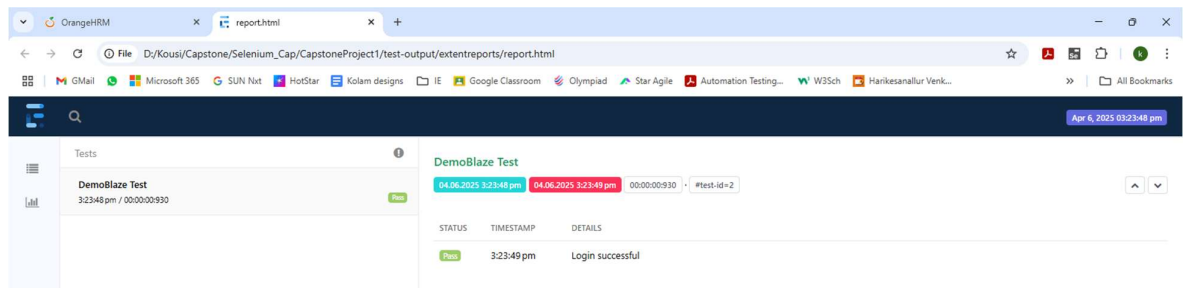 OrangeHRM × report.html × +
File D:/Kousi/Capstone/Selenium_Cap/CapstoneProject1/test-output/extentreports/report.html k
GMail Microsoft 365 SUN Nxt HotStar Kolam designs IE Google Classroom Olympiad Star Agile Automation Testing... W3Sch Harikesanallur Venk... » All Bookmarks
Apr 6, 2025 03:23:48 pm
Tests
DemoBlaze Test
3:23:48 pm / 00:00:00:930 Pass
DemoBlaze Test
04.06.2025 3:23:48 pm 04.06.2025 3:23:49 pm 00:00:00:930 · #test-id=2
STATUS TIMESTAMP DETAILS
Pass 3:23:49 pm Login successful